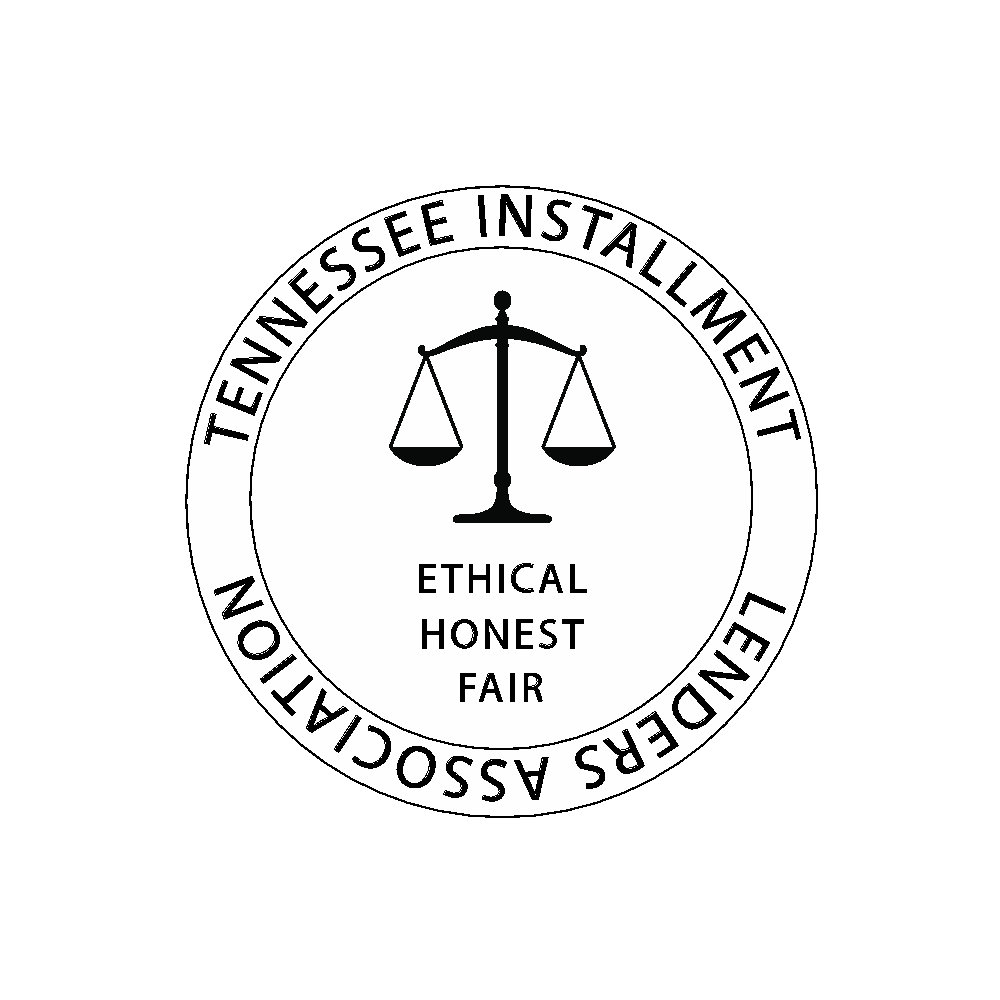 TENNESSEE INSTALLMENT
LENDERS ASSOCIATION
ETHICAL
HONEST
FAIR